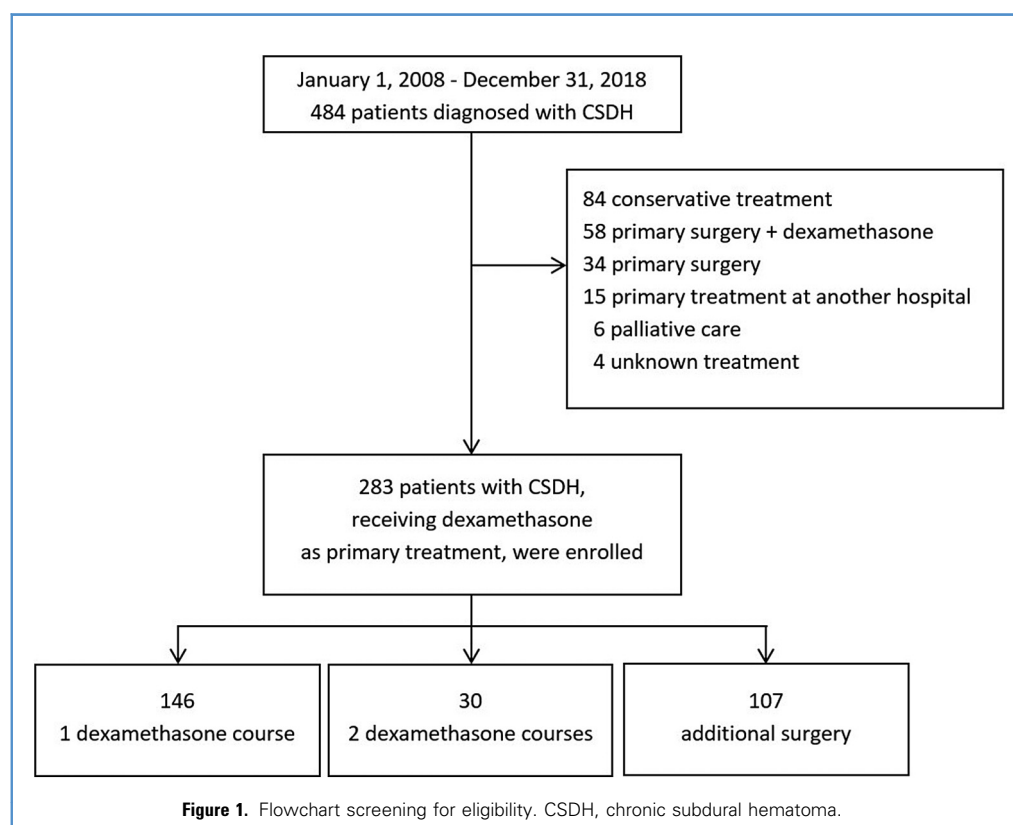 January 1, 2008 - December 31, 2018
484 patients diagnosed with CSDH
84 conservative treatment
58 primary surgery + dexamethasone
34 primary surgery
15 primary treatment at another hospital
6 palliative care
4 unknown treatment
283 patients with CSDH,
receiving dexamethasone
as primary treatment, were enrolled
146
1 dexamethasone course
30
2 dexamethasone courses
107
additional surgery
Figure 1. Flowchart screening for eligibility. CSDH, chronic subdural hematoma.